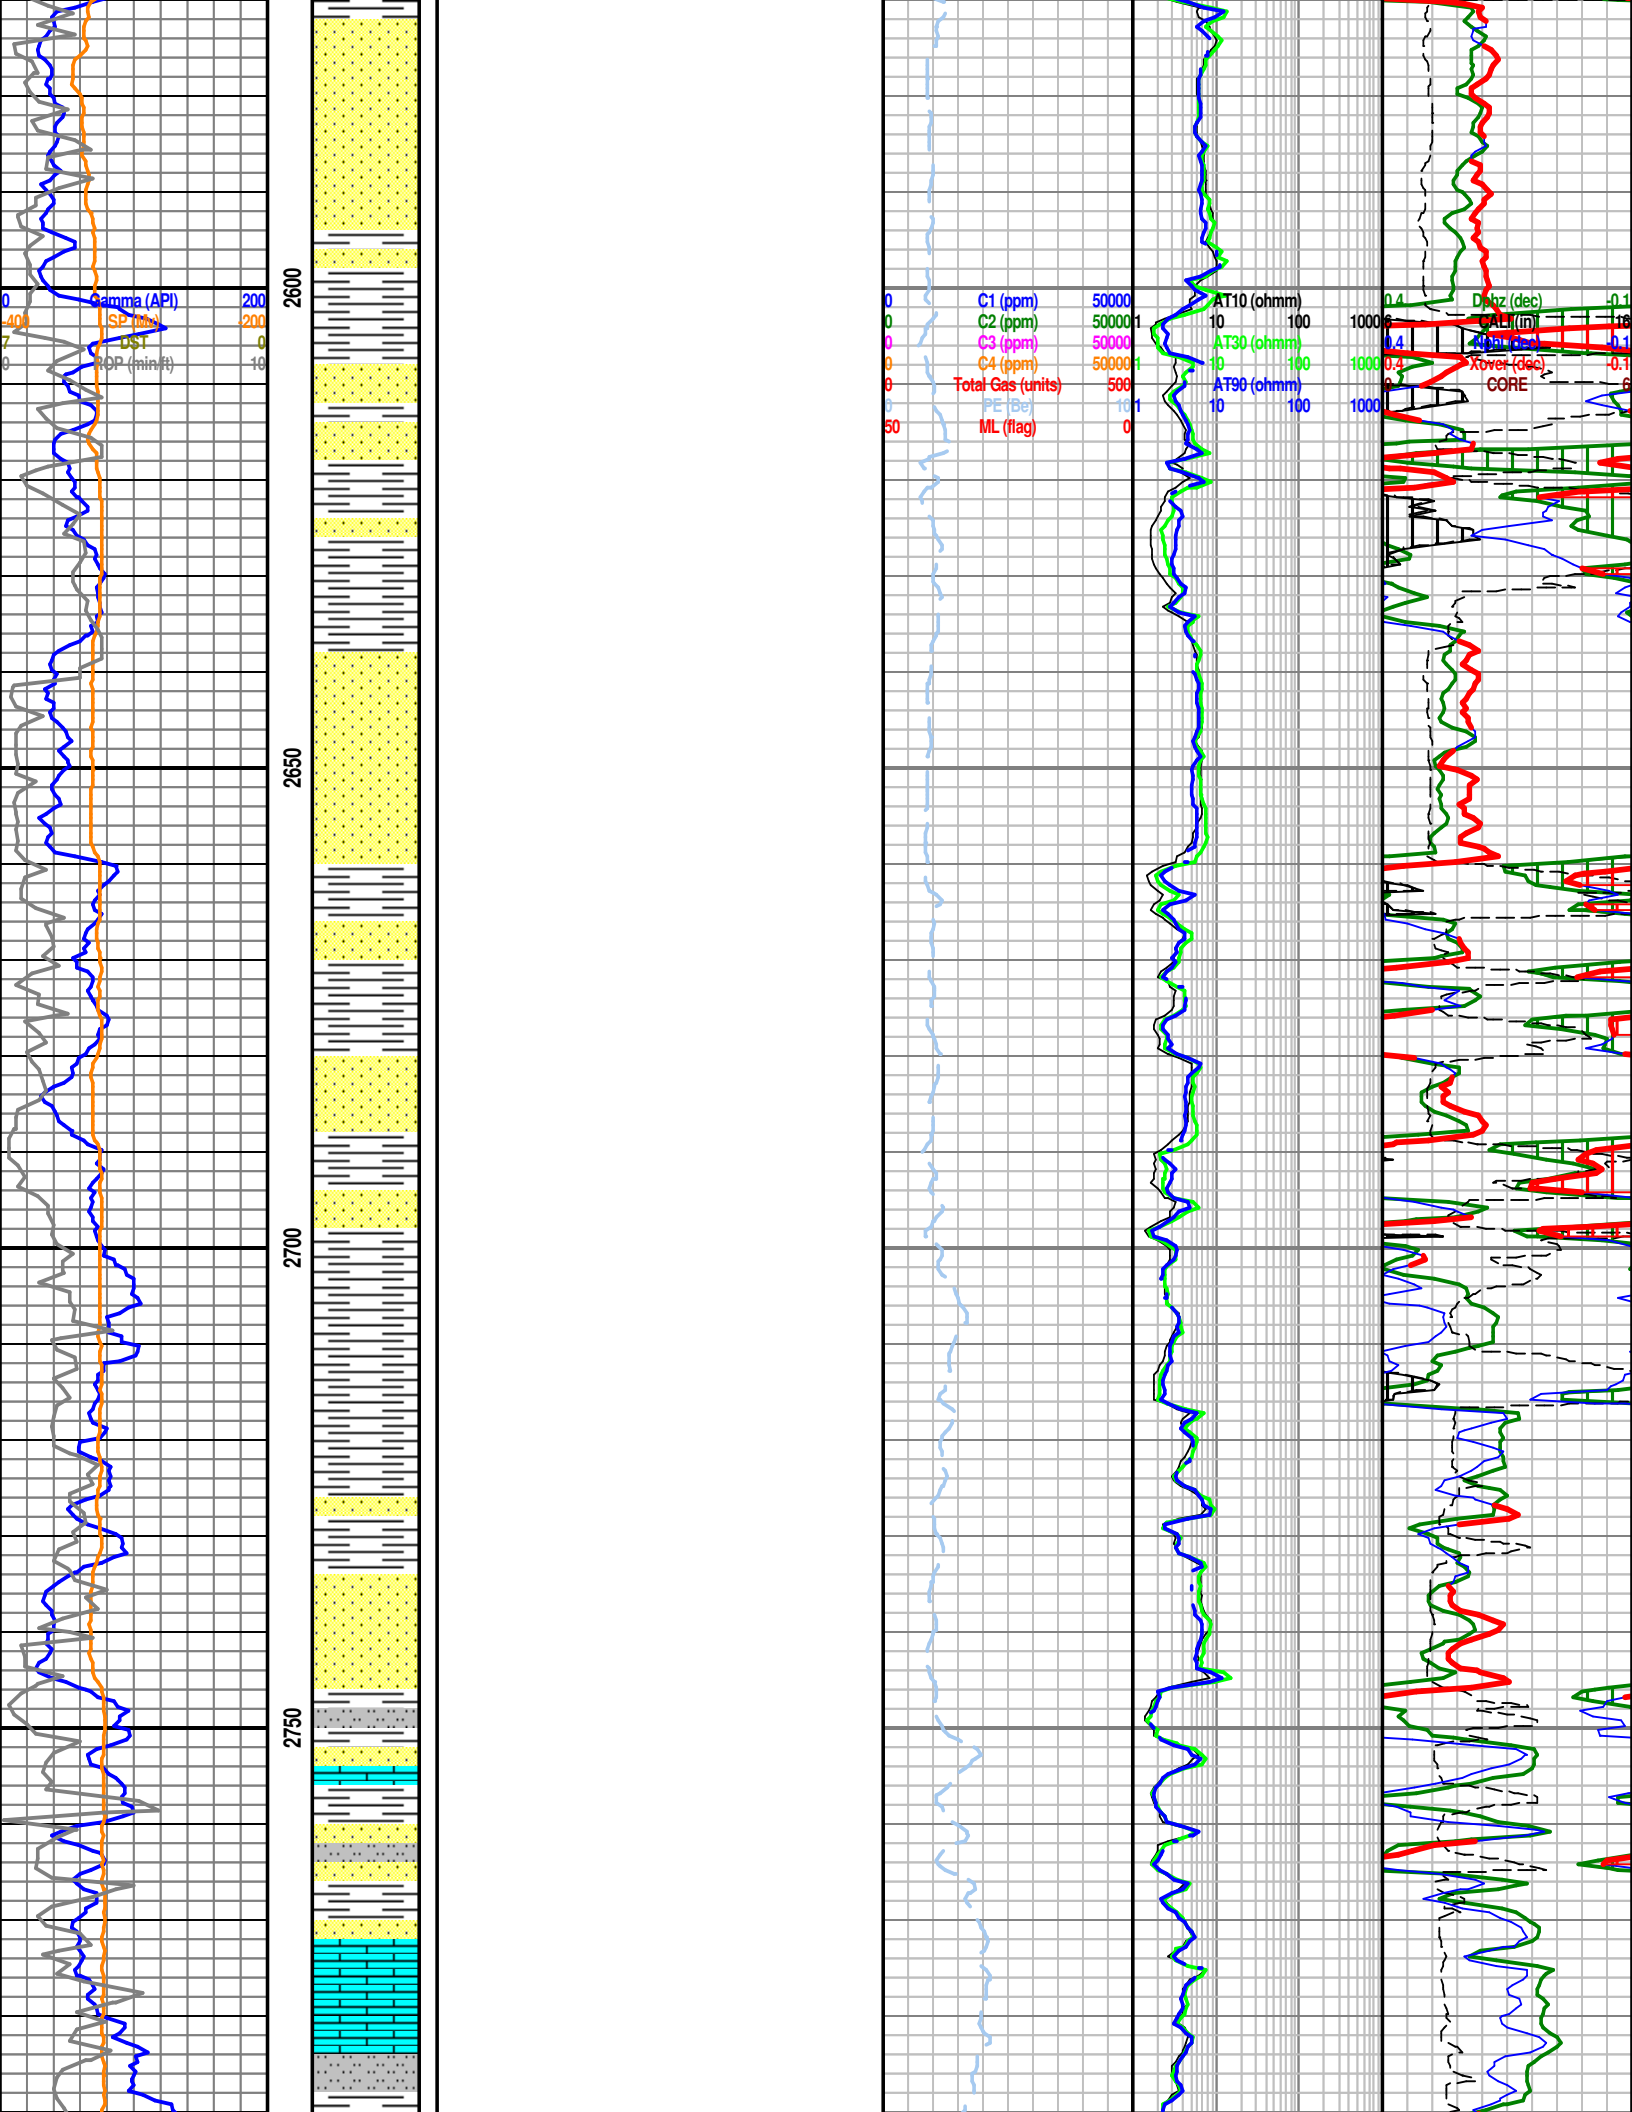 2600
0 Gamma (API) 200
-400 SP (Mv) -200
7 DST 0
0 ROP (min/ft) 10
0 C1 (ppm) 50000
0 C2 (ppm) 50000
0 C3 (ppm) 50000
0 C4 (ppm) 50000
0 Total Gas (units) 500
0 PE (Be) 10
50 ML (flag) 0
AT10 (ohmm)
1 10 100 1000
AT30 (ohmm)
1 10 100 1000
AT90 (ohmm)
1 10 100 1000
0.4 Dphz (dec) -0.1
6 CALI (in) 16
0.4 Nphi (dec) -0.1
0.4 Xover (dec) -0.1
CORE 6
2650
2700
2750